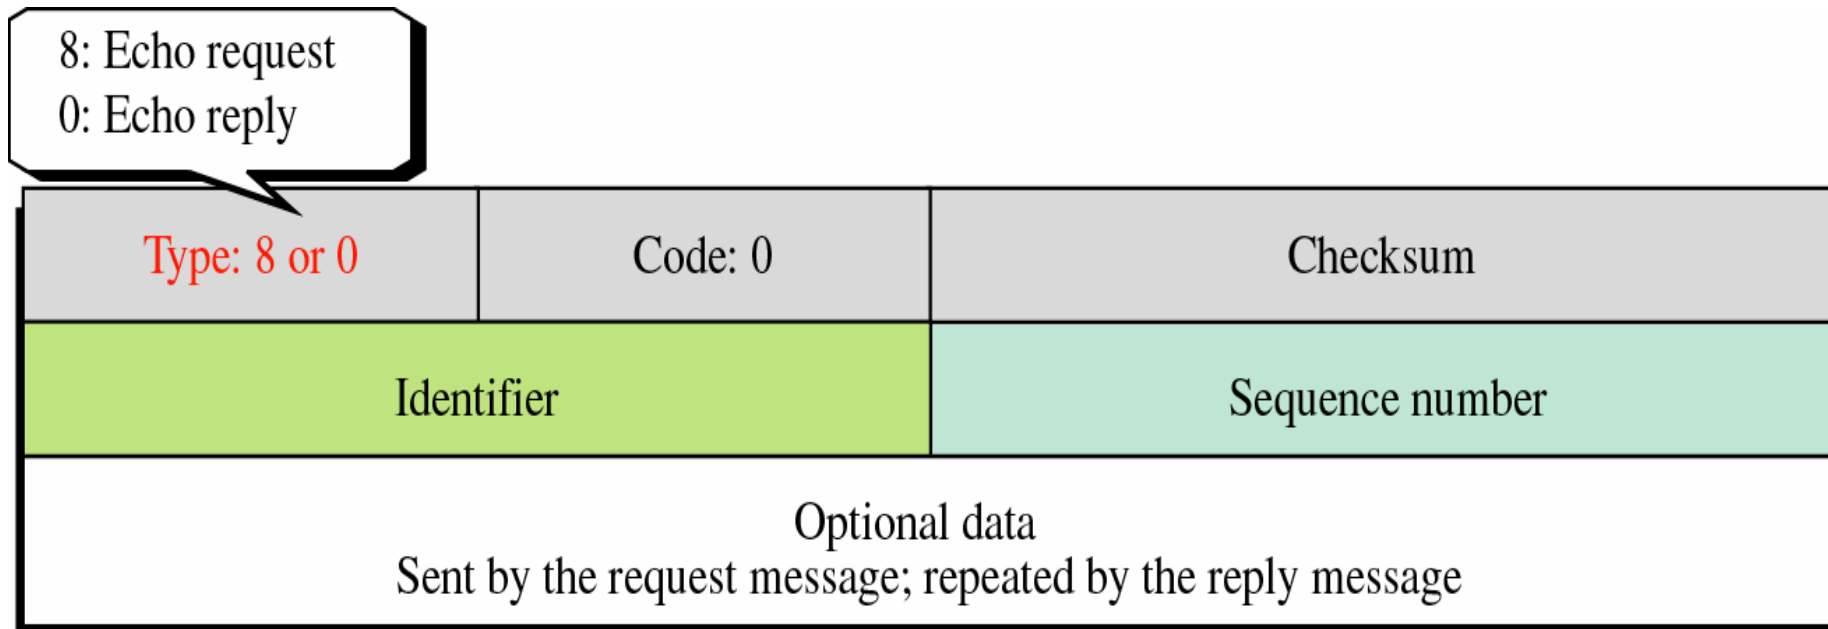 8: Echo request
0: Echo reply
Type: 8 or 0
Code: 0
Checksum
Identifier
Sequence number
Optional data
Sent by the request message; repeated by the reply message